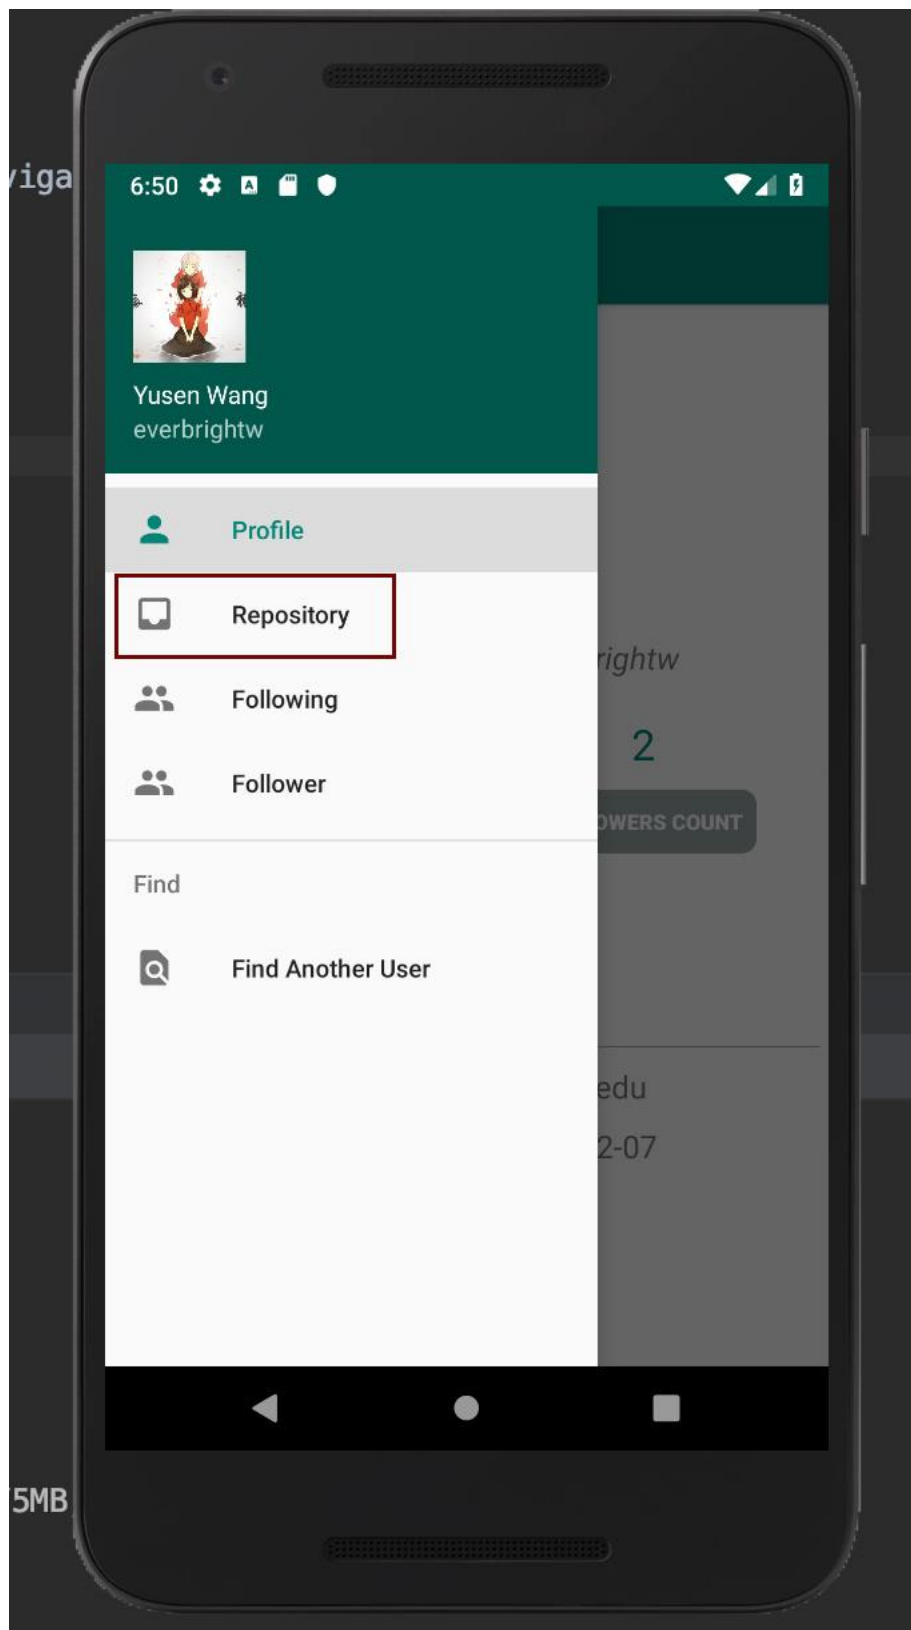 viga
6:50
Yusen Wang
everbrightw
Profile
Repository
rightw
Following
2
Follower
OWERS COUNT
Find
Find Another User
edu
2-07
5MB